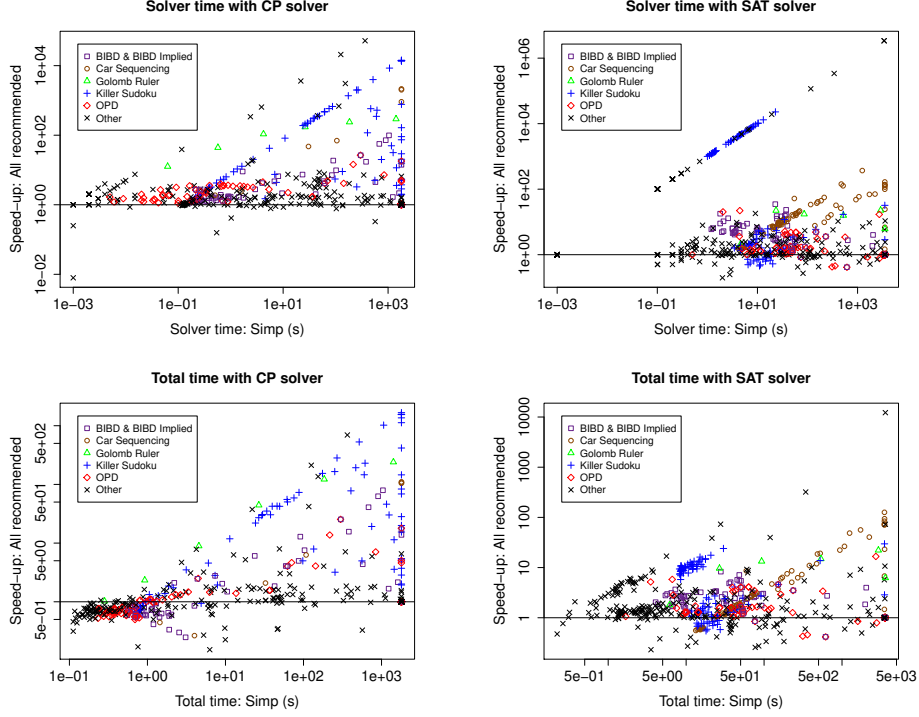 Solver time with CP solver
Speed-up: All recommended
1e+04
1e+02
1e+00
1e-02
BIBD & BIBD Implied
Car Sequencing
Golomb Ruler
Killer Sudoku
OPD
Other
1e-03 1e-01 1e+01 1e+03
Solver time: Simp (s)
Solver time with SAT solver
Speed-up: All recommended
1e+06
1e+04
1e+02
1e+00
BIBD & BIBD Implied
Car Sequencing
Golomb Ruler
Killer Sudoku
OPD
Other
1e-03 1e-01 1e+01 1e+03
Solver time: Simp (s)
Total time with CP solver
Speed-up: All recommended
5e+02
5e+01
5e+00
5e+00
5e-01
BIBD & BIBD Implied
Car Sequencing
Golomb Ruler
Killer Sudoku
OPD
Other
1e-01 1e+00 1e+01 1e+02 1e+03
Total time: Simp (s)
Total time with SAT solver
Speed-up: All recommended
10000
1000
100
10
1
BIBD & BIBD Implied
Car Sequencing
Golomb Ruler
Killer Sudoku
OPD
Other
5e-01 5e+00 5e+01 5e+02 5e+03
Total time: Simp (s)